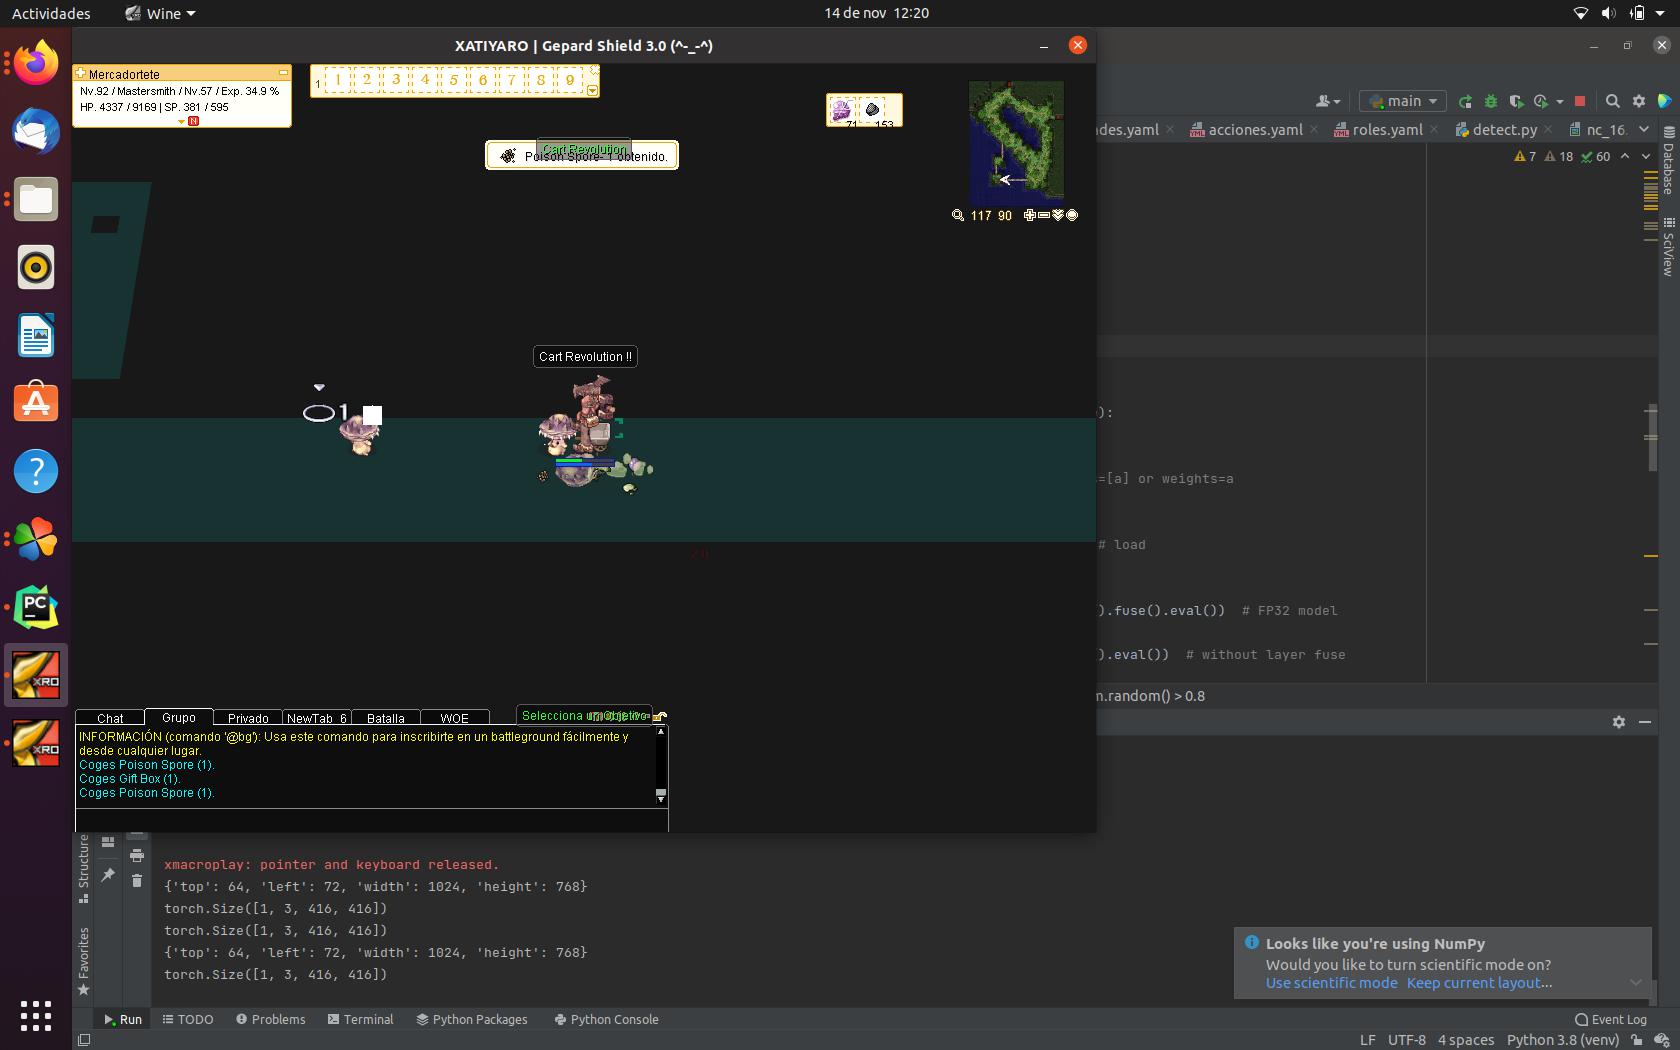 Actividades
Wine
14 de nov 12:20
XATIYARO | Gepard Shield 3.0 (^-_-^)
Mercadortete
Nv.92 / Mastersmith / Nv.57 / Exp. 34.9 %
HP. 4337 / 9169 | SP. 381 / 595
N
1
1 2 3 4 5 6 7 8 9
71 153
Cart Revolution
Poison Spore- 1 obtenido.
117 90
Cart Revolution !!
1
20
main
des.yaml
acciones.yaml
roles.yaml
detect.py
nc_16.
7 18 60
Database
SciView
):
=[a] or weights=a
# load
).fuse().eval()) # FP32 model
).eval()) # without layer fuse
m.random() > 0.8
Chat
Grupo
Privado
NewTab_6
Batalla
WOE
Selecciona un objetivo
INFORMACIÓN (comando '@bg'): Usa este comando para inscribirte en un battleground fácilmente y
desde cualquier lugar.
Coges Poison Spore (1).
Coges Gift Box (1).
Coges Poison Spore (1).
PC
XRO
XRO
Structure
Favorites
xmacroplay: pointer and keyboard released.
{'top': 64, 'left': 72, 'width': 1024, 'height': 768}
torch.Size([1, 3, 416, 416])
torch.Size([1, 3, 416, 416])
{'top': 64, 'left': 72, 'width': 1024, 'height': 768}
torch.Size([1, 3, 416, 416])
Looks like you're using NumPy
Would you like to turn scientific mode on?
Use scientific mode Keep current layout...
Run
TODO
Problems
Terminal
Python Packages
Python Console
Event Log
LF UTF-8 4 spaces Python 3.8 (venv)